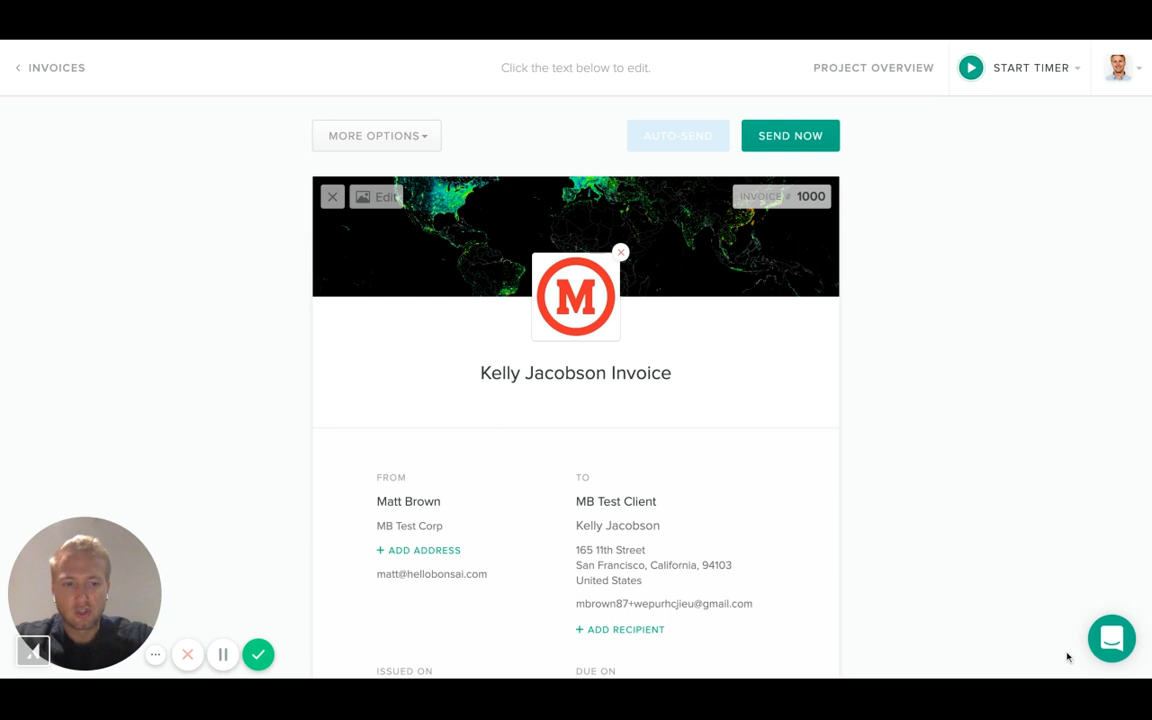 INVOICES
Click the text below to edit.
PROJECT OVERVIEW
START TIMER
MORE OPTIONS
AUTO-SEND
SEND NOW
Edit
INVOICE # 1000
M
Kelly Jacobson Invoice
FROM
Matt Brown
MB Test Corp
+ ADD ADDRESS
matt@hellobonsai.com
TO
MB Test Client
Kelly Jacobson
165 11th Street
San Francisco, California, 94103
United States
mbrown87+wepurhcjieu@gmail.com
+ ADD RECIPIENT
ISSUED ON
DUE ON